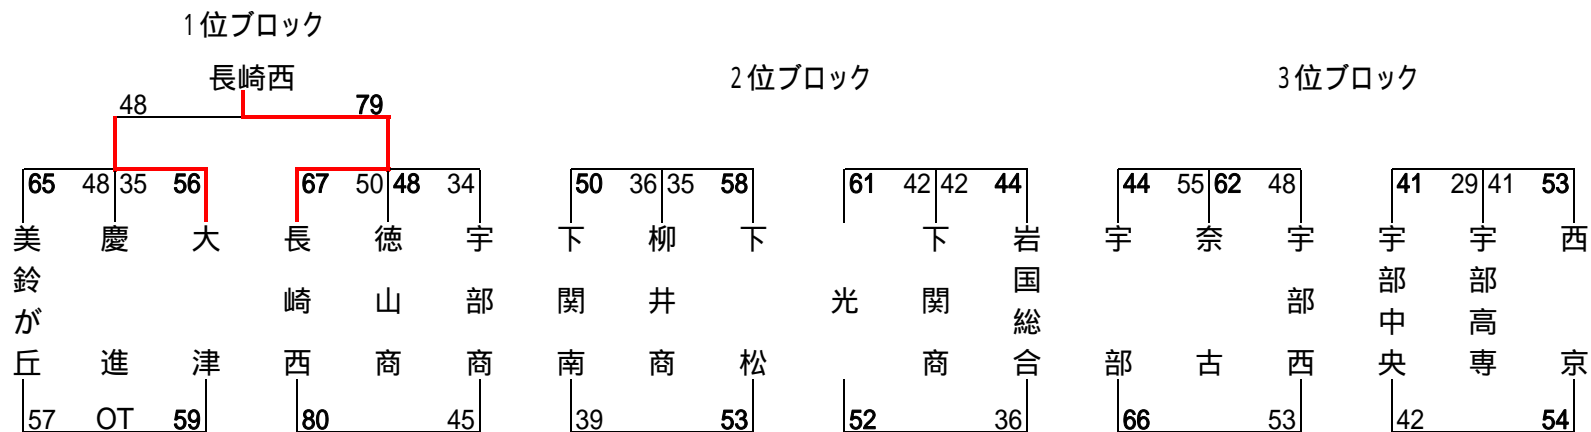 1位ブロック
長崎西
2位ブロック
3位ブロック
48 79
65 48 35 56 67 50 48 34 50 36 35 58 61 42 42 44 44 55 62 48 41 29 41 53
美鈴が丘
慶進
大津
長崎西
徳山商
宇部商
下関南
柳井商
下松
光
下関商
岩国総合
宇部
奈古
宇部西
宇部中央
宇部高専
西京
57 OT 59 80 45 39 53 52 36 66 53 42 54